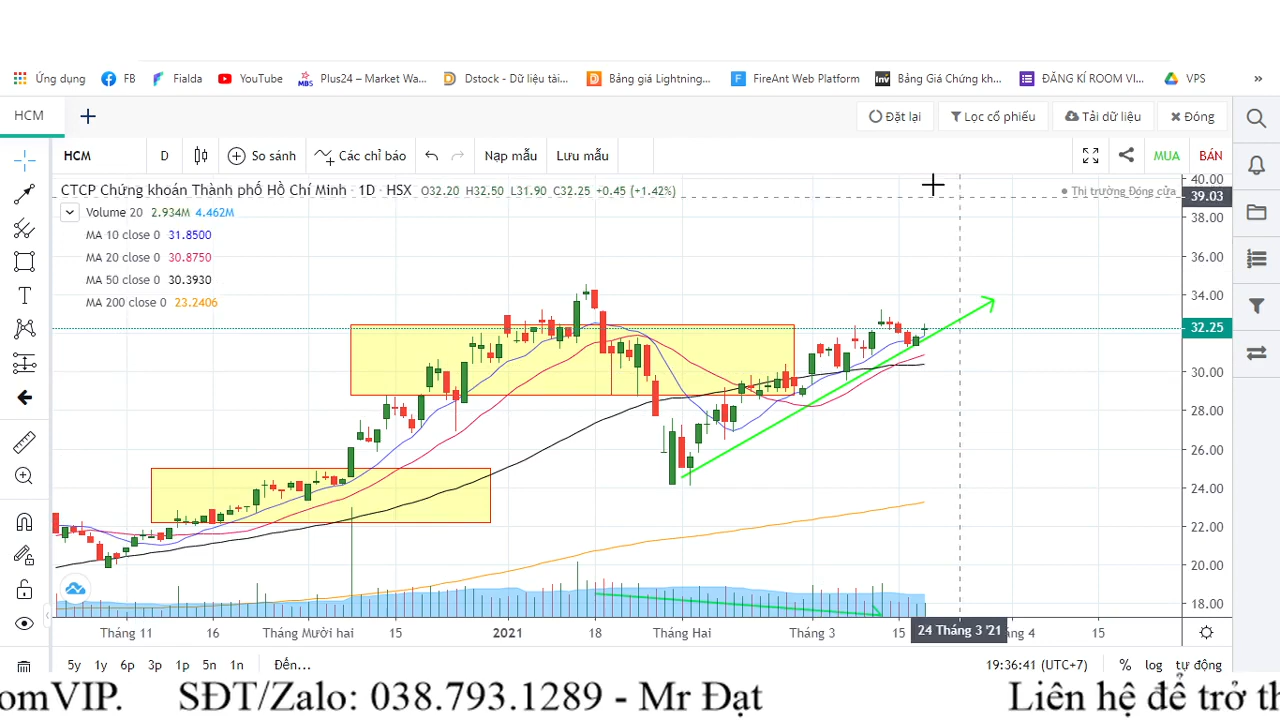 Ứng dụng FB Fialda YouTube MBS Plus24 – Market Wa... Dstock - Dữ liệu tài... Bảng giá Lightning... FireAnt Web Platform Bảng Giá Chứng kh... ĐĂNG KÍ ROOM VI... VPS »
HCM + Đặt lại Lọc cổ phiếu Tải dữ liệu Đóng
HCM D So sánh Các chỉ báo Nạp mẫu Lưu mẫu MUA BÁN
CTCP Chứng khoán Thành phố Hồ Chí Minh · 1D · HSX O32.20 H32.50 L31.90 C32.25 +0.45 (+1.42%)
Thị trường Đóng cửa
Volume 20 2.934M 4.462M
MA 10 close 0 31.8500
MA 20 close 0 30.8750
MA 50 close 0 30.3930
MA 200 close 0 23.2406
40.00
39.03
38.00
36.00
34.00
32.25
30.00
28.00
26.00
24.00
22.00
20.00
18.00
Tháng 11 16 Tháng Mười hai 15 2021 18 Tháng Hai Tháng 3 15 24 Tháng 3 '21 g 4 15
5y 1y 6p 3p 1p 5n 1n Đến... 19:36:41 (UTC+7) % log tự động
omVIP. SĐT/Zalo: 038.793.1289 - Mr Đạt Liên hệ để trở th